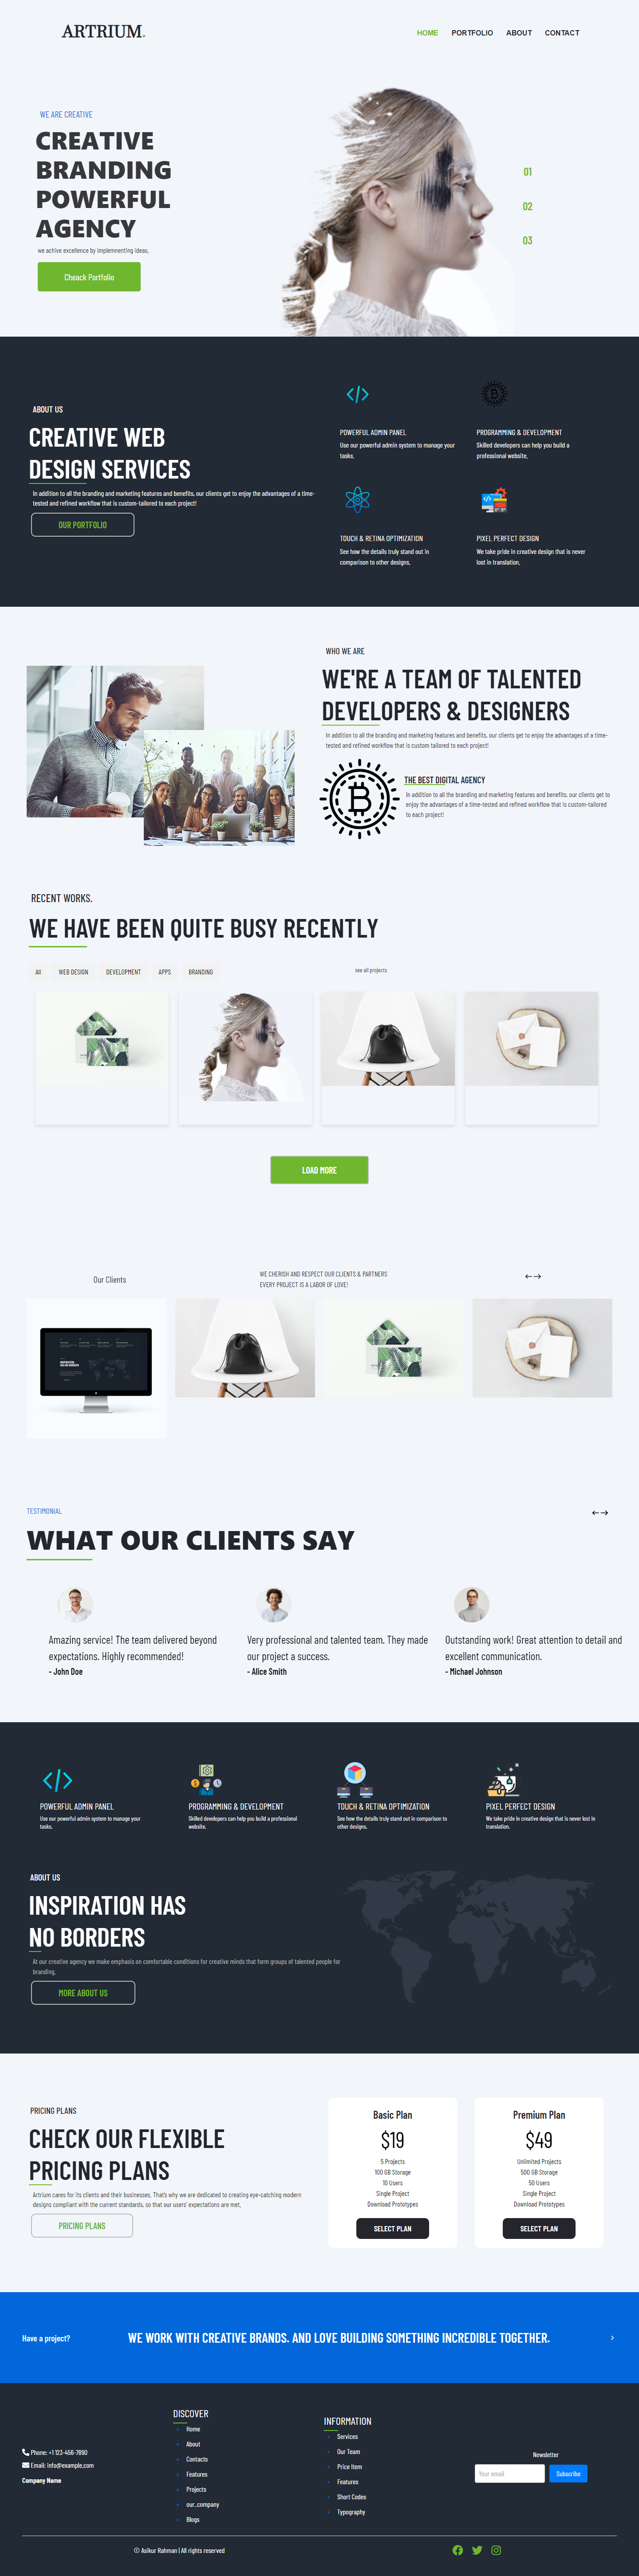 ARTRIUM.
HOME PORTFOLIO ABOUT CONTACT
WE ARE CREATIVE
CREATIVE
BRANDING
POWERFUL
AGENCY
we achive excellence by implemnenting ideas.
Cheack Portfolio
01
02
03
ABOUT US
CREATIVE WEB
DESIGN SERVICES
In addition to all the branding and marketing features and benefits, our clients get to enjoy the advantages of a time-
tested and refined workflow that is custom-tailored to each project!
OUR PORTFOLIO
POWERFUL ADMIN PANEL
Use our powerful admin system to manage your
tasks.
PROGRAMMING & DEVELOPMENT
Skilled developers can help you build a
professional website.
TOUCH & RETINA OPTIMIZATION
See how the details truly stand out in
comparison to other designs.
PIXEL PERFECT DESIGN
We take pride in creative design that is never
lost in translation.
WHO WE ARE
WE'RE A TEAM OF TALENTED
DEVELOPERS & DESIGNERS
In addition to all the branding and marketing features and benefits, our clients get to enjoy the advantages of a time-
tested and refined workflow that is custom tailored to each project!
THE BEST DIGITAL AGENCY
In addition to all the branding and marketing features and benefits, our clients get to
enjoy the advantages of a time-tested and refined workflow that is custom-tailored
to each project!
RECENT WORKS.
WE HAVE BEEN QUITE BUSY RECENTLY
All WEB DESIGN DEVELOPMENT APPS BRANDING
see all projects
LOAD MORE
Our Clients
WE CHERISH AND RESPECT OUR CLIENTS & PARTNERS
EVERY PROJECT IS A LABOR OF LOVE!
INSPIRATION
HAS NO BORDERS
TESTIMONIAL
WHAT OUR CLIENTS SAY
Amazing service! The team delivered beyond
expectations. Highly recommended!
- John Doe
Very professional and talented team. They made
our project a success.
- Alice Smith
Outstanding work! Great attention to detail and
excellent communication.
- Michael Johnson
POWERFUL ADMIN PANEL
Use our powerful admin system to manage your
tasks.
PROGRAMMING & DEVELOPMENT
Skilled developers can help you build a professional
website.
TOUCH & RETINA OPTIMIZATION
See how the details truly stand out in comparison to
other designs.
PIXEL PERFECT DESIGN
We take pride in creative design that is never lost in
translation.
ABOUT US
INSPIRATION HAS
NO BORDERS
At our creative agency we make emphasis on comfortable conditions for creative minds that form groups of talented people for
branding.
MORE ABOUT US
PRICING PLANS
CHECK OUR FLEXIBLE
PRICING PLANS
Artrium cares for its clients and their businesses. That's why we are dedicated to creating eye-catching modern
designs compliant with the current standards, so that our users' expectations are met.
PRICING PLANS
Basic Plan
$19
5 Projects
100 GB Storage
10 Users
Single Project
Download Prototypes
SELECT PLAN
Premium Plan
$49
Unlimited Projects
500 GB Storage
50 Users
Single Project
Download Prototypes
SELECT PLAN
Have a project?
WE WORK WITH CREATIVE BRANDS. AND LOVE BUILDING SOMETHING INCREDIBLE TOGETHER.
Phone: +1 123-456-7890
Email: info@example.com
Company Name
DISCOVER
Home
About
Contacts
Features
Projects
our_company
Blogs
INFORMATION
Services
Our Team
Price Item
Features
Short Codes
Typography
Newsletter
Your email
Subscribe
© Asikur Rahman | All rights reserved